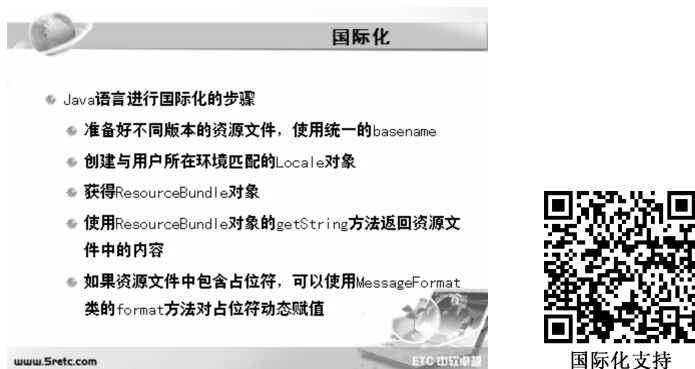 国际化
Java语言进行国际化的步骤
准备好不同版本的资源文件，使用统一的basename
创建与用户所在环境匹配的Locale对象
获得ResourceBundle对象
使用ResourceBundle对象的getString方法返回资源文
件中的内容
如果资源文件中包含占位符，可以使用MessageFormat
类的format方法对占位符动态赋值
www.5retc.com
ETC 中软卓越
国际化支持